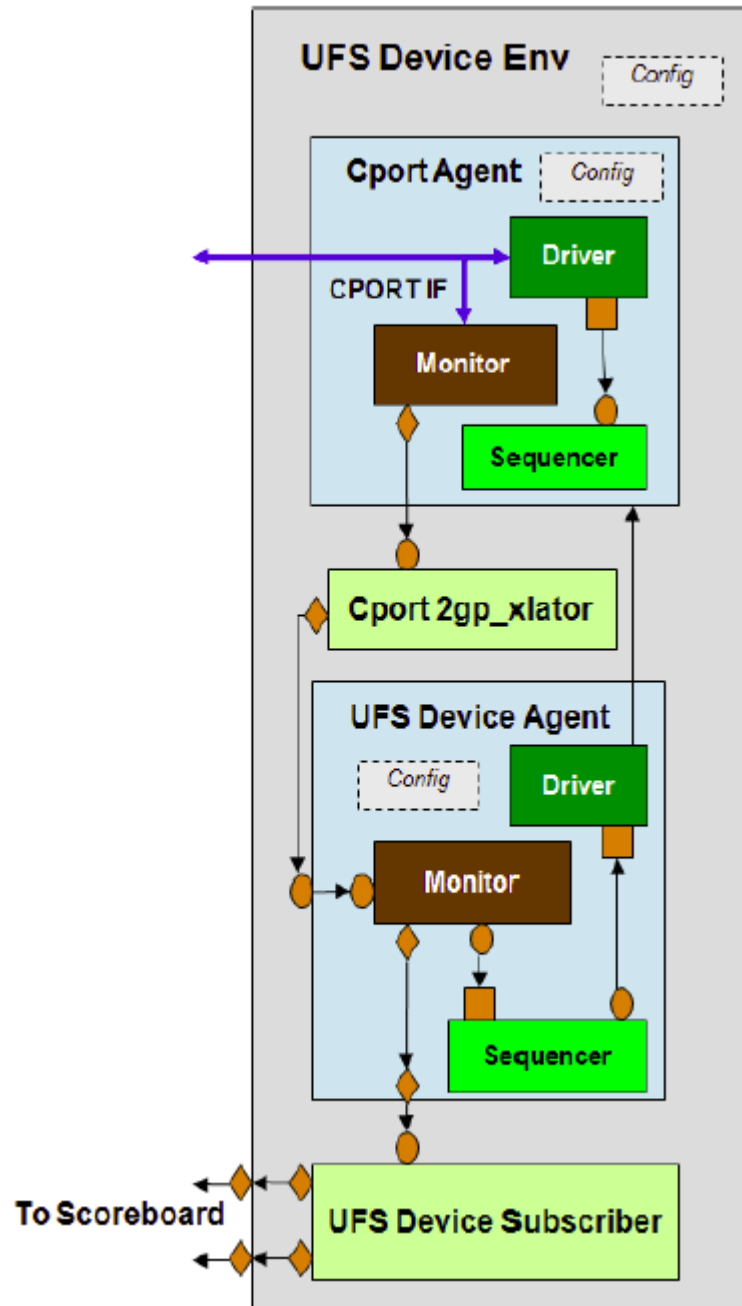 UFS Device Env
Config
Cport Agent
Config
Driver
CPORT IF
Monitor
Sequencer
Cport 2gp_xlator
UFS Device Agent
Config
Driver
Monitor
Sequencer
To Scoreboard
UFS Device Subscriber